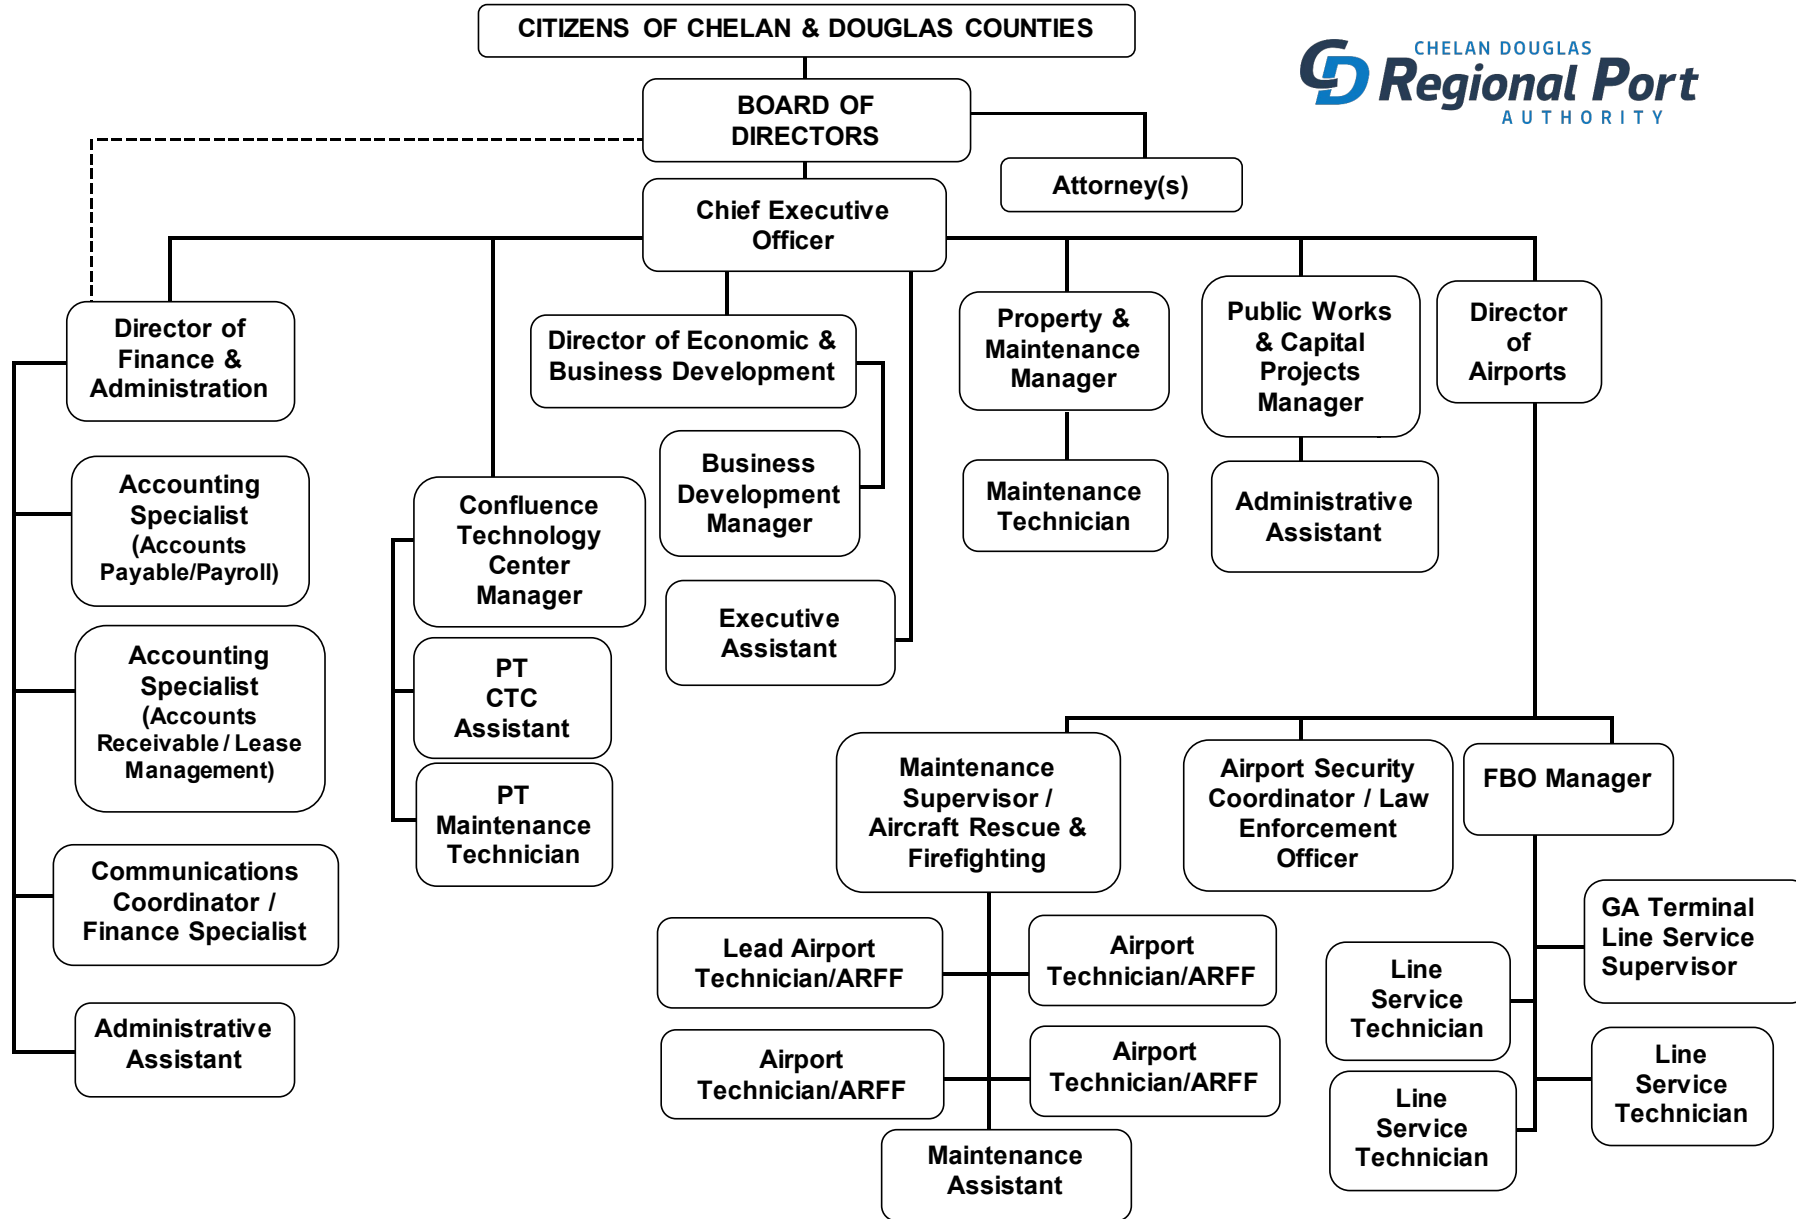 CITIZENS OF CHELAN & DOUGLAS COUNTIES
CHELAN DOUGLAS
CD Regional Port
AUTHORITY
BOARD OF
DIRECTORS
Attorney(s)
Chief Executive
Officer
Director of
Finance &
Administration
Director of Economic &
Business Development
Property &
Maintenance
Manager
Public Works
& Capital
Projects
Manager
Director
of
Airports
Accounting
Specialist
(Accounts
Payable/Payroll)
Confluence
Technology
Center
Manager
Business
Development
Manager
Maintenance
Technician
Administrative
Assistant
Executive
Assistant
Accounting
Specialist
(Accounts
Receivable / Lease
Management)
PT
CTC
Assistant
PT
Maintenance
Technician
Maintenance
Supervisor /
Aircraft Rescue &
Firefighting
Airport Security
Coordinator / Law
Enforcement
Officer
FBO Manager
Communications
Coordinator /
Finance Specialist
Administrative
Assistant
Lead Airport
Technician/ARFF
Airport
Technician/ARFF
Airport
Technician/ARFF
Airport
Technician/ARFF
Maintenance
Assistant
GA Terminal
Line Service
Supervisor
Line
Service
Technician
Line
Service
Technician
Line
Service
Technician